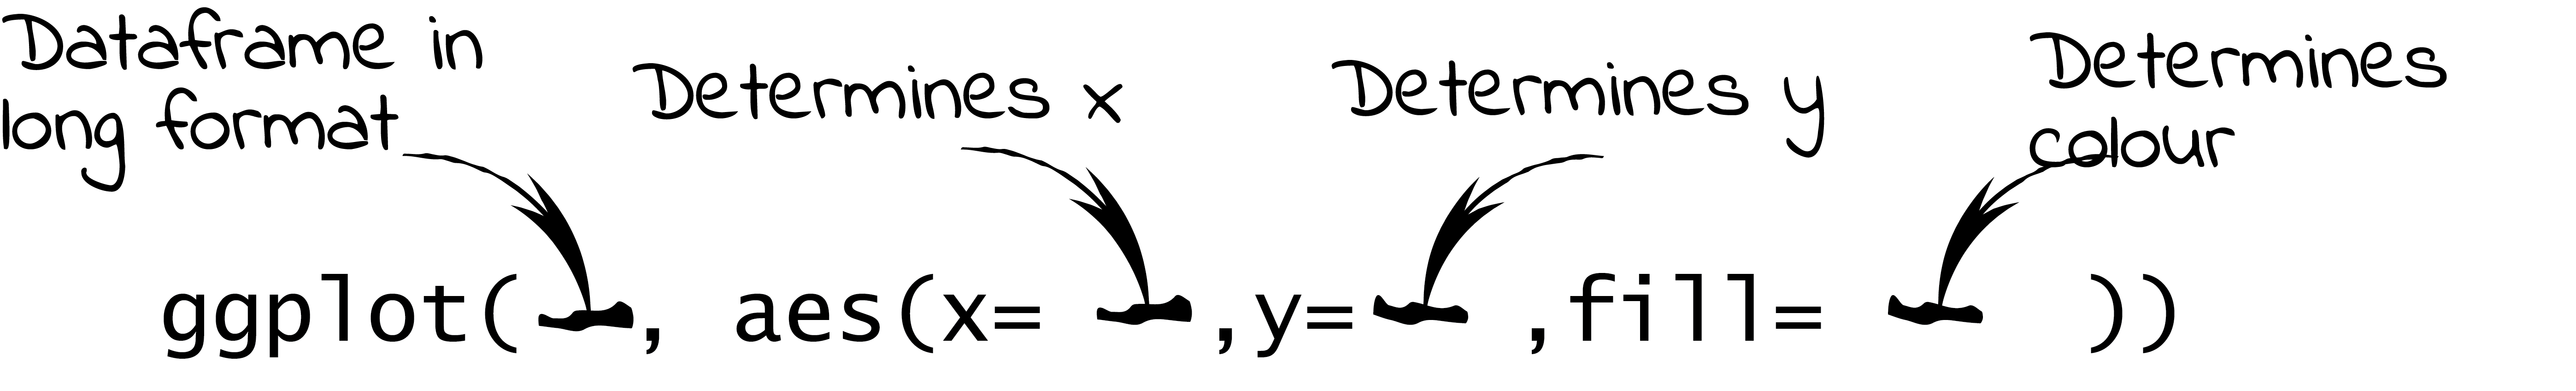 Dataframe in
long format
Determines x
Determines y
Determines
colour
ggplot( , aes(x= ,y= ,fill= ))